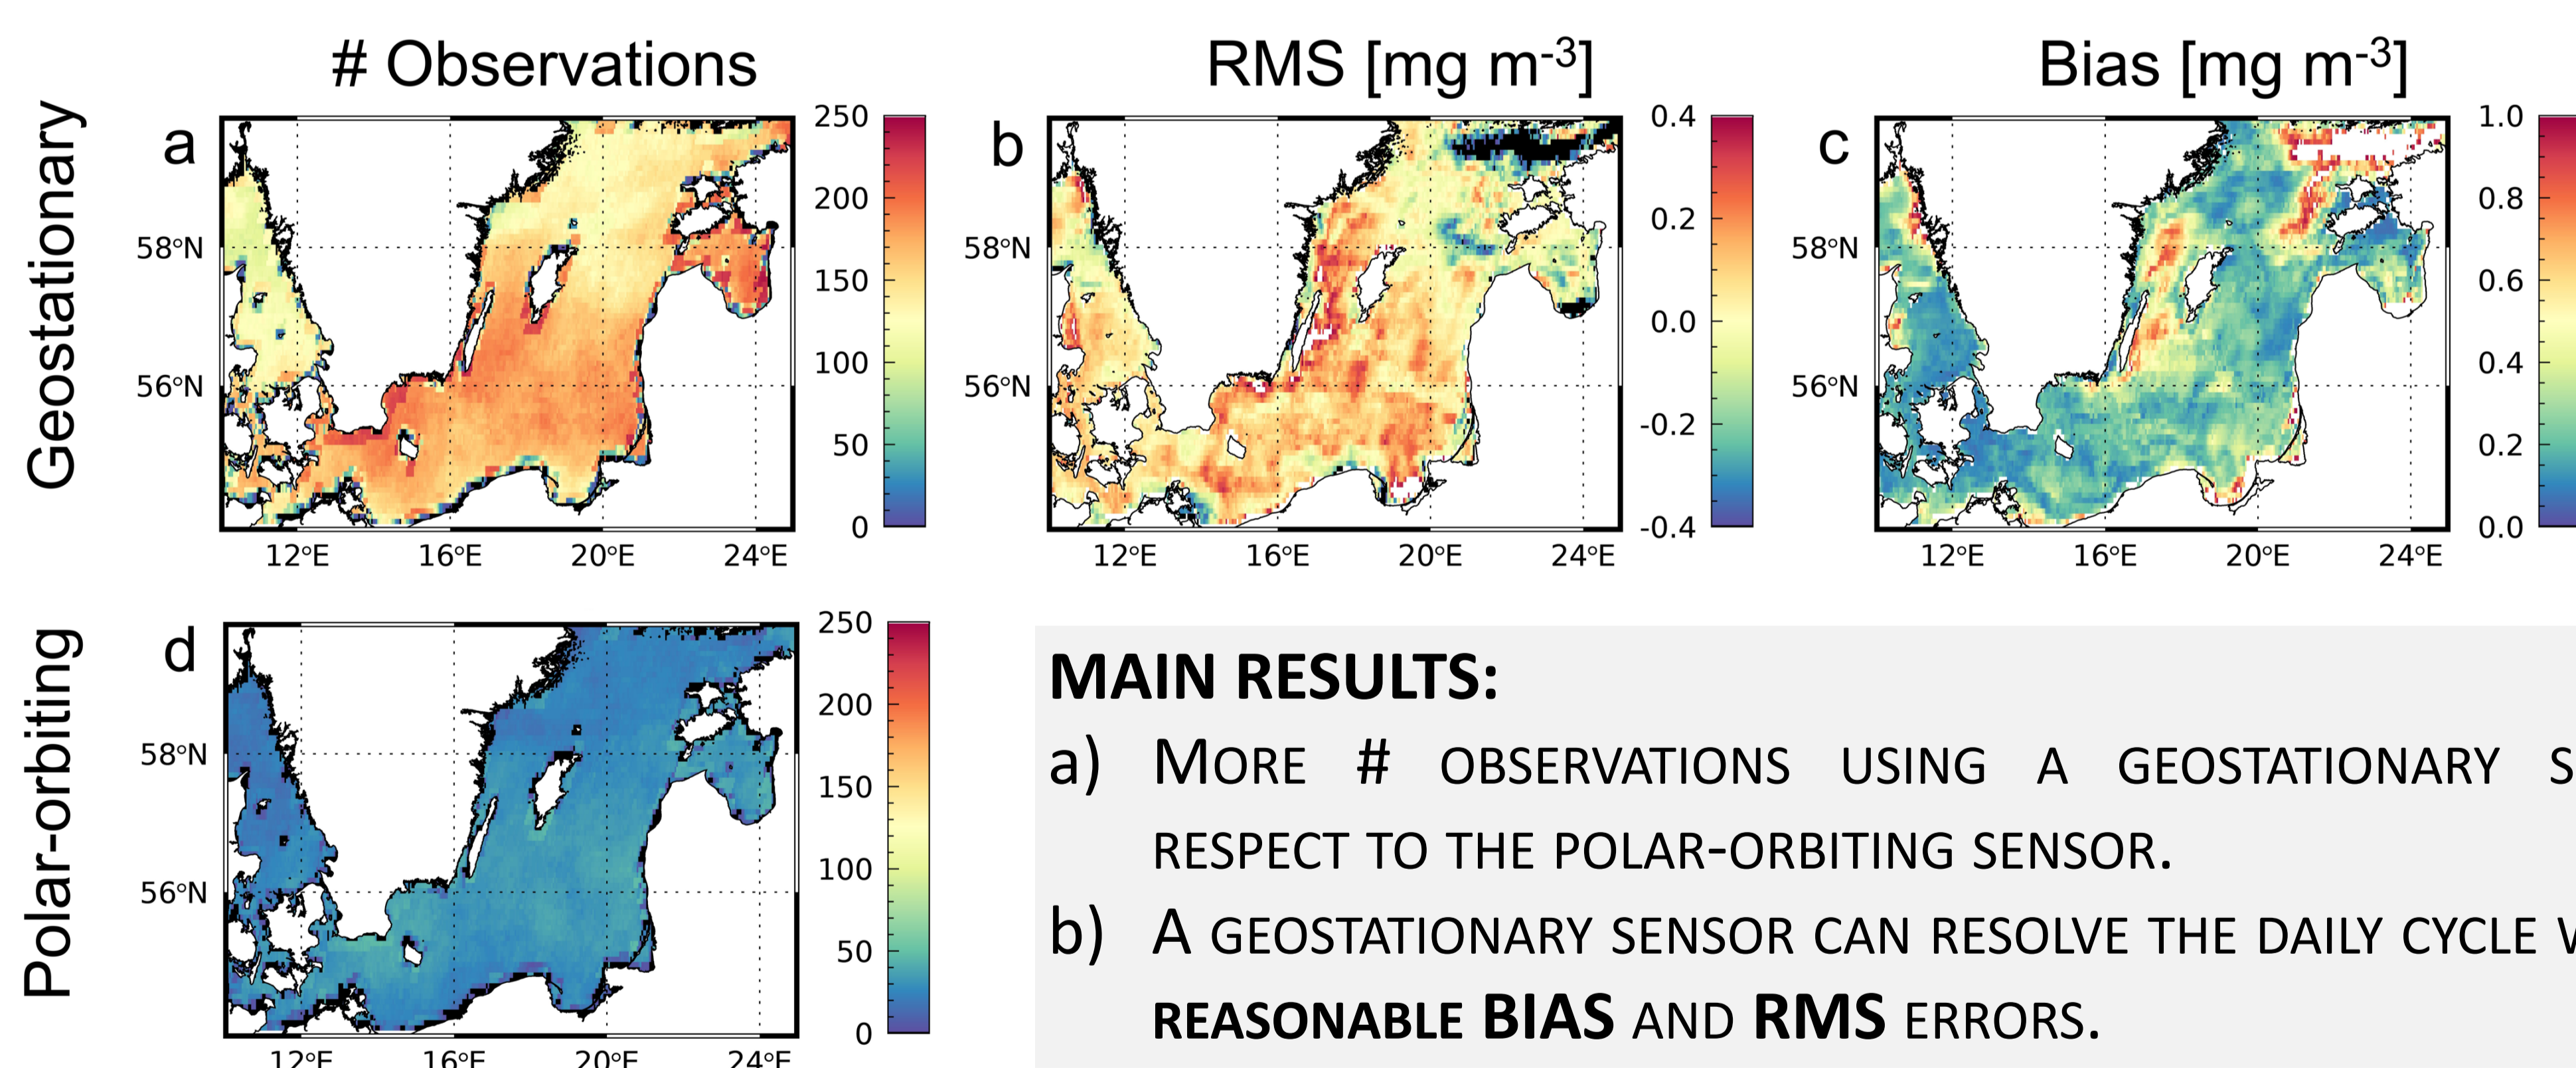 # Observations
RMS [mg m-3]
Bias [mg m-3]
Geostationary
a
250
200
150
100
50
0
58°N
56°N
12°E 16°E 20°E 24°E
b
0.4
0.2
0.0
-0.2
-0.4
58°N
56°N
12°E 16°E 20°E 24°E
c
1.0
0.8
0.6
0.4
0.2
0.0
58°N
56°N
12°E 16°E 20°E 24°E
Polar-orbiting
d
250
200
150
100
50
0
58°N
56°N
12°E 16°E 20°E 24°E
MAIN RESULTS:
a) MORE # OBSERVATIONS USING A GEOSTATIONARY
RESPECT TO THE POLAR-ORBITING SENSOR.
b) A GEOSTATIONARY SENSOR CAN RESOLVE THE DAILY CYCLE
REASONABLE BIAS AND RMS ERRORS.